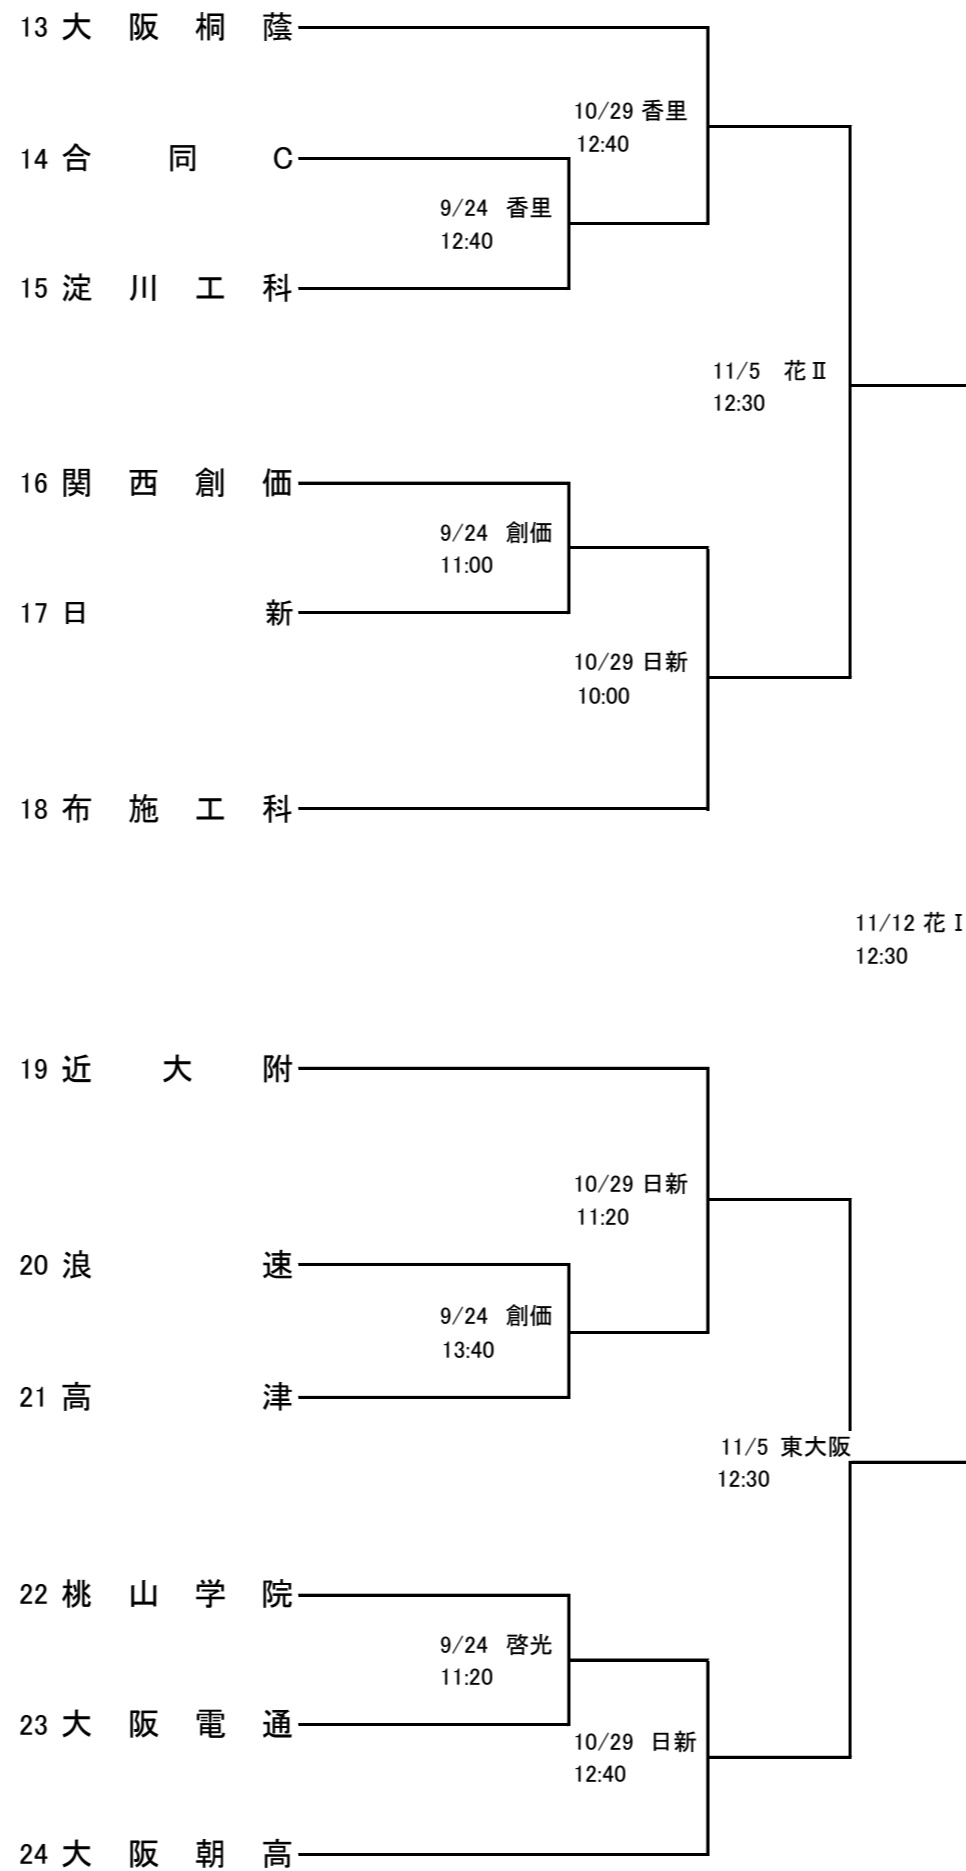 13 大阪桐蔭
10/29 香里
12:40
14 合同C
9/24 香里
12:40
15 淀川工科
11/5 花Ⅱ
12:30
16 関西創価
9/24 創価
11:00
17 日新
10/29 日新
10:00
18 布施工科
11/12 花Ⅰ
12:30
19 近大附
10/29 日新
11:20
20 浪速
9/24 創価
13:40
21 高津
11/5 東大阪
12:30
22 桃山学院
9/24 啓光
11:20
23 大阪電通
10/29 日新
12:40
24 大阪朝高